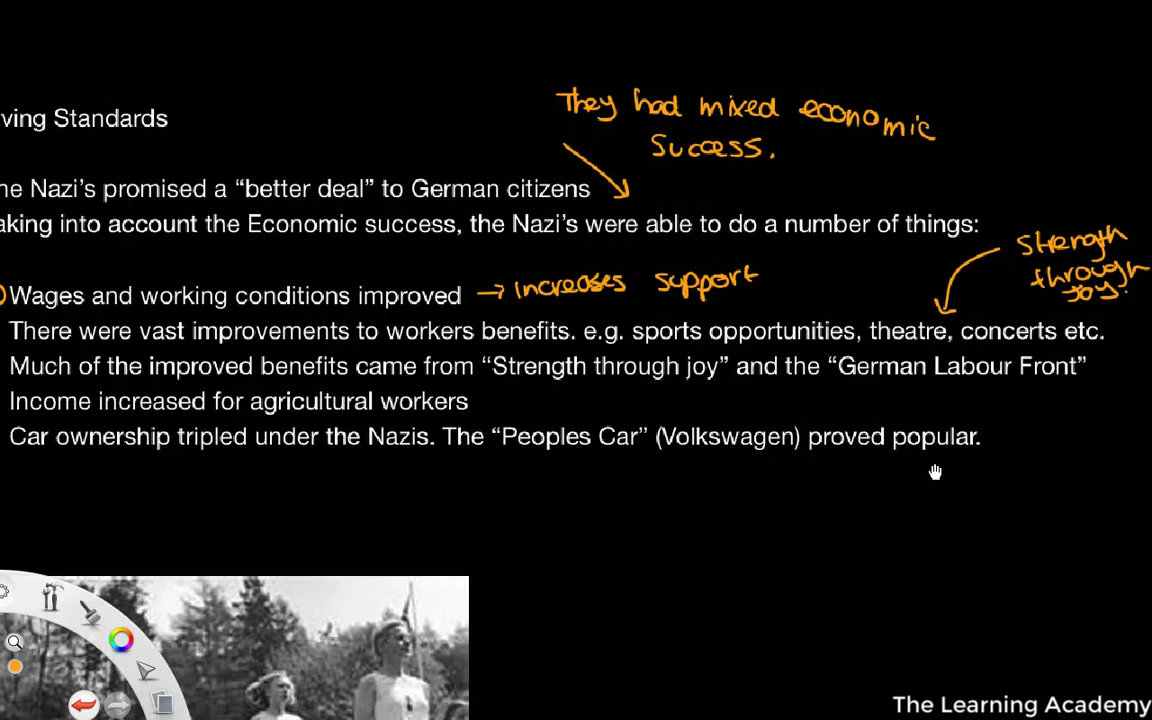 They had mixed economic
success.
ving Standards
he Nazi's promised a “better deal” to German citizens
aking into account the Economic success, the Nazi's were able to do a number of things:
Strength
through
joy.
Wages and working conditions improved → Increases support
There were vast improvements to workers benefits. e.g. sports opportunities, theatre, concerts etc.
Much of the improved benefits came from “Strength through joy” and the “German Labour Front”
Income increased for agricultural workers
Car ownership tripled under the Nazis. The “Peoples Car” (Volkswagen) proved popular.
The Learning Academy